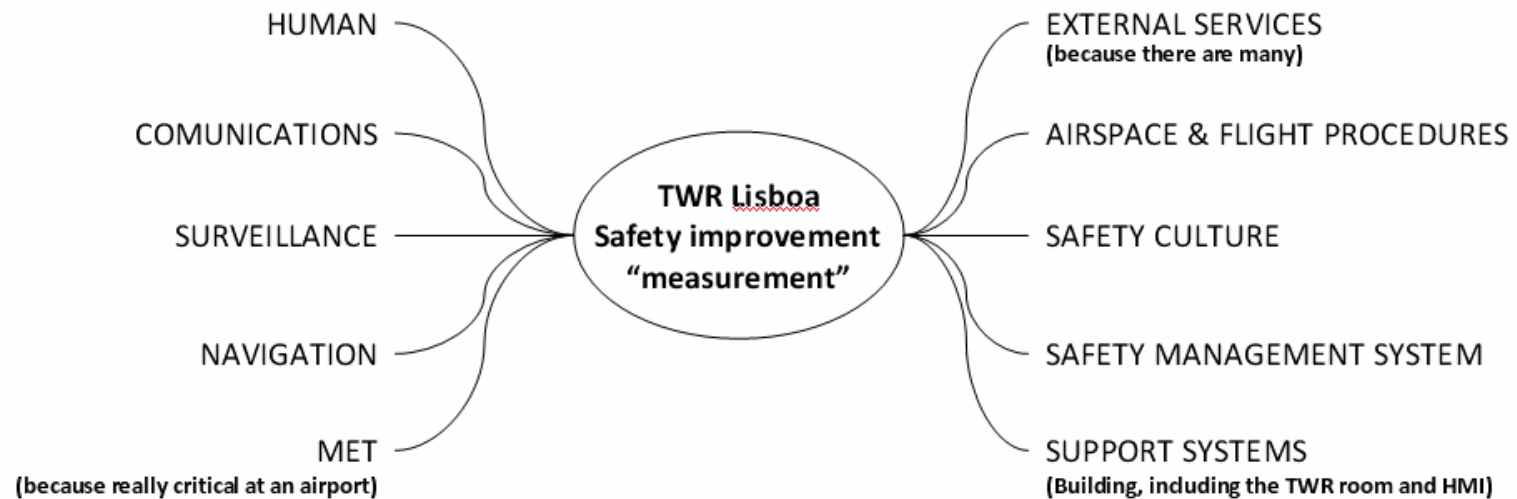 HUMAN
COMUNICATIONS
SURVEILLANCE
NAVIGATION
MET
(because really critical at an airport)
TWR Lisboa
Safety improvement
“measurement”
EXTERNAL SERVICES
(because there are many)
AIRSPACE & FLIGHT PROCEDURES
SAFETY CULTURE
SAFETY MANAGEMENT SYSTEM
SUPPORT SYSTEMS
(Building, including the TWR room and HMI)